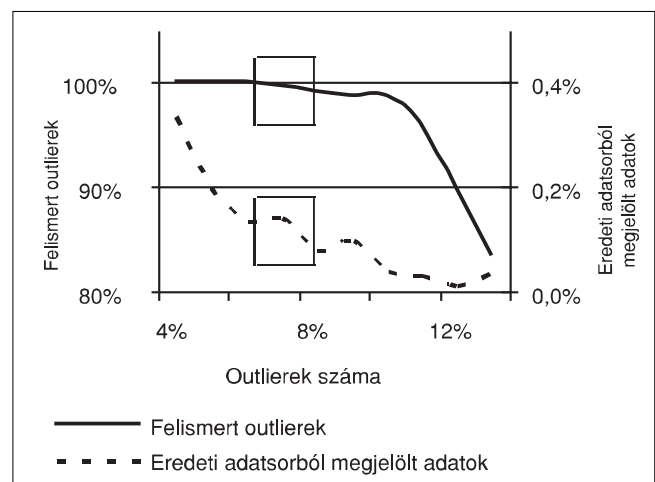 100%
90%
80%
Felismert outlierek
0,4%
0,2%
0,0%
Eredeti adatsorból
megjelölt adatok
4%
8%
12%
Outlierek száma
Felismert outlierek
Eredeti adatsorból megjelölt adatok